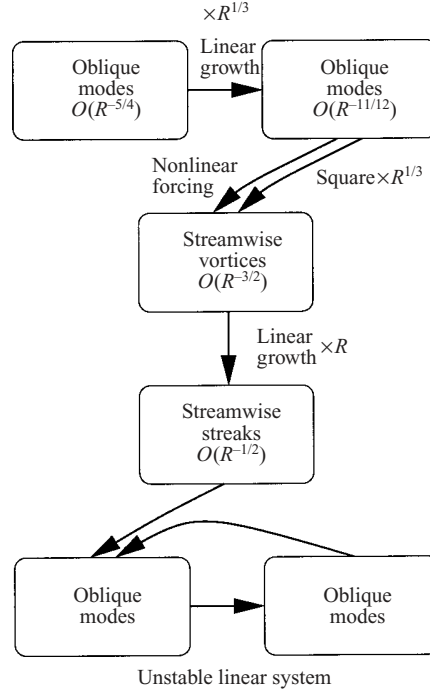 ×R^{1/3}
Linear
growth
Oblique
modes
O(R^{−5/4})
Oblique
modes
O(R^{−11/12})
Nonlinear
forcing
Square×R^{1/3}
Streamwise
vortices
O(R^{−3/2})
Linear
growth ×R
Streamwise
streaks
O(R^{−1/2})
Oblique
modes
Oblique
modes
Unstable linear system